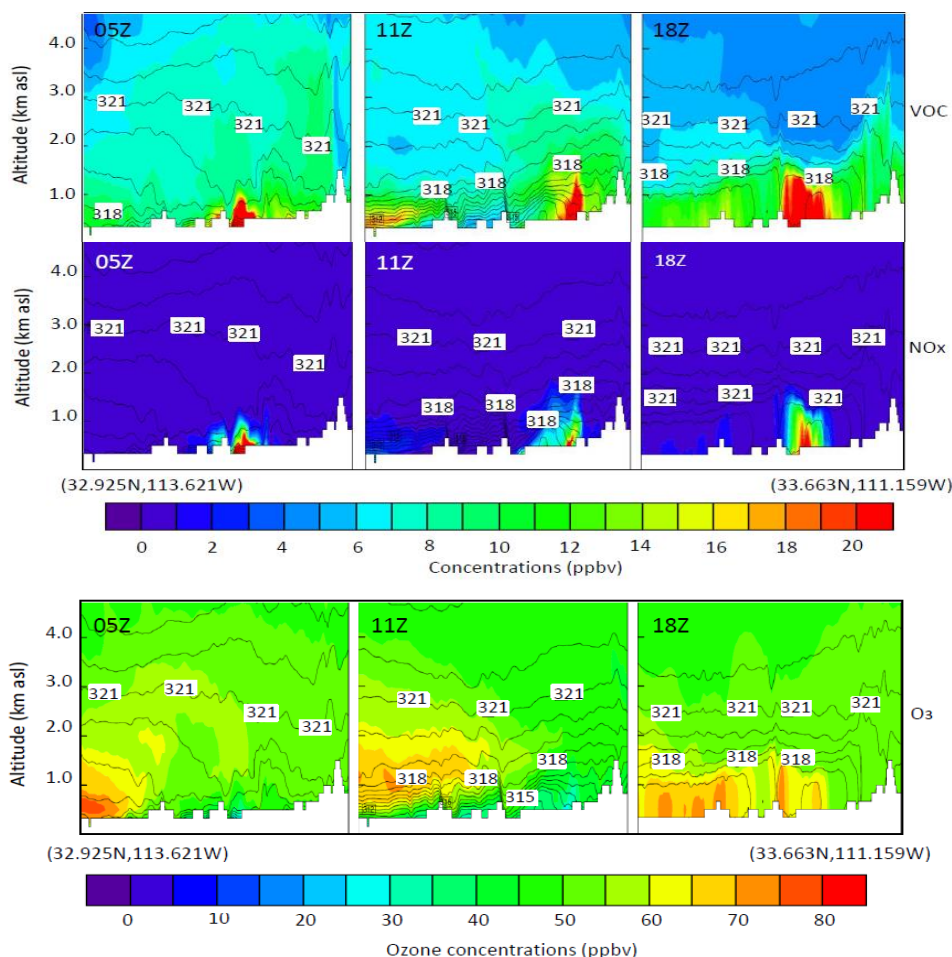 05Z 11Z 18Z
4.0
321 321
3.0
321 321 321 321 321 321
VOC
2.0
321 321
318 318
1.0
318 318 318
Altitude (km asl)
05Z 11Z 18Z
4.0
321 321 321 321 321
3.0
321 321 321 321 321
NOx
2.0
321 318 321 321
1.0
318 318 318
Altitude (km asl)
(32.925N,113.621W) (33.663N,111.159W)
0 2 4 6 8 10 12 14 16 18 20
Concentrations (ppbv)
05Z 11Z 18Z
4.0
321 321 321 321 321
3.0
321 321 321 321 321 321
O3
2.0
318 318 318 318
1.0
318 318 315
Altitude (km asl)
(32.925N,113.621W) (33.663N,111.159W)
0 10 20 30 40 50 60 70 80
Ozone concentrations (ppbv)